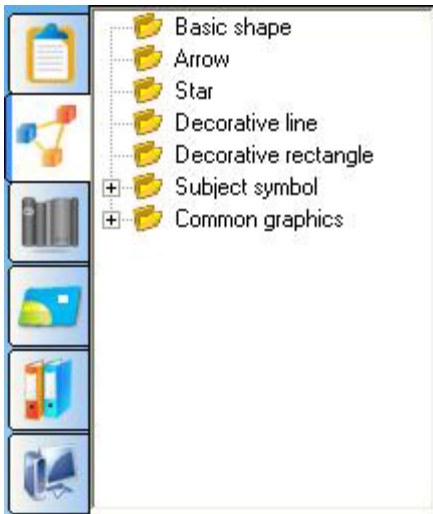 Basic shape
Arrow
Star
Decorative line
Decorative rectangle
Subject symbol
Common graphics